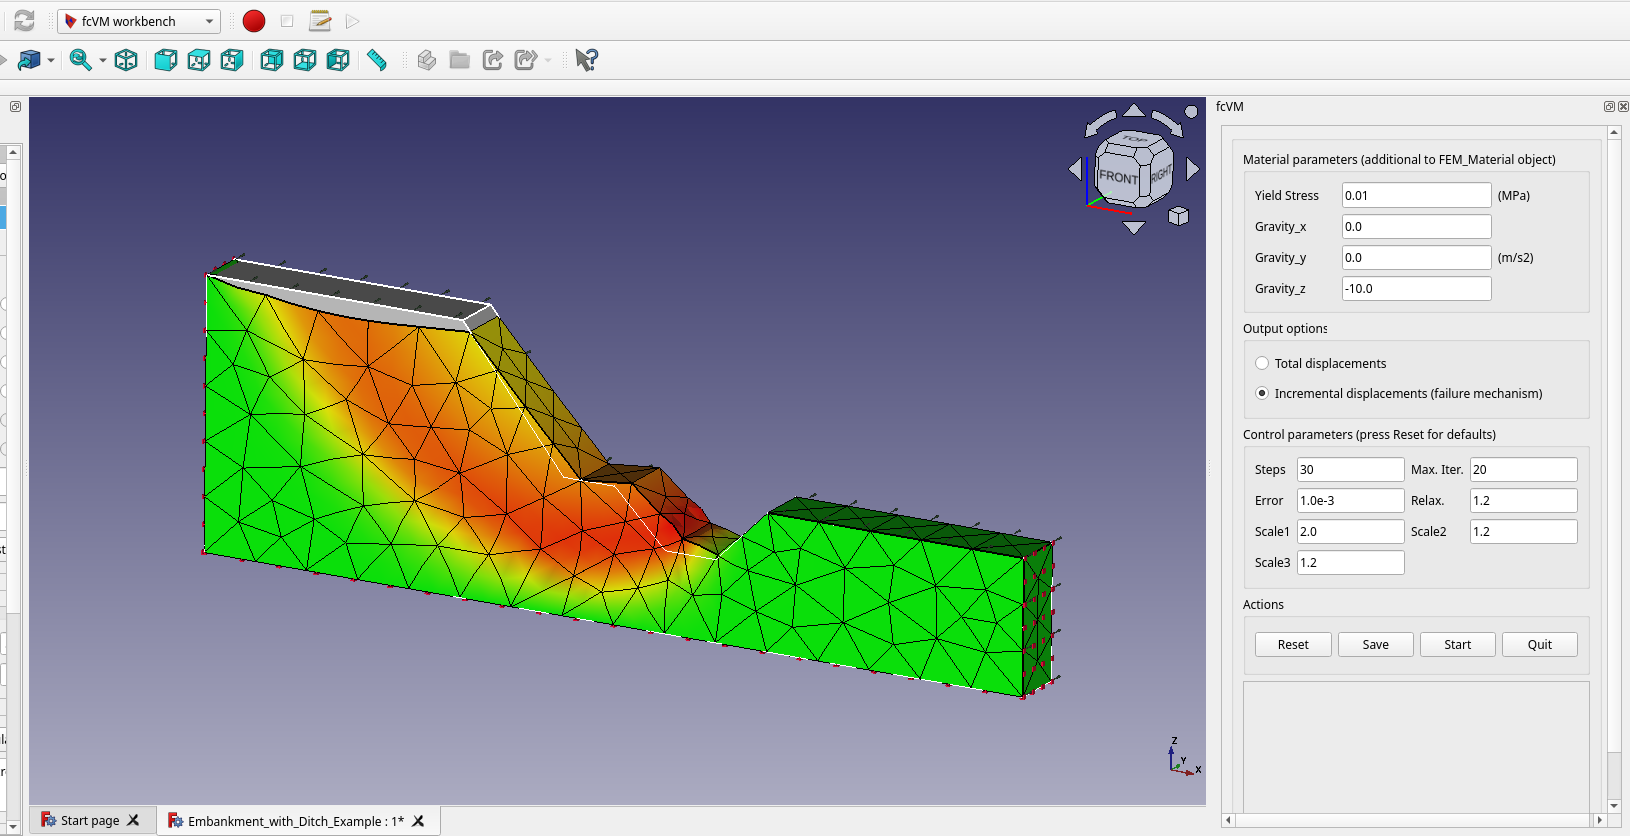 fcVM workbench
fcVM
TOP
FRONT
RIGHT
Material parameters (additional to FEM_Material object)
Yield Stress 0.01 (MPa)
Gravity_x 0.0
Gravity_y 0.0 (m/s2)
Gravity_z -10.0
Output options
Total displacements
Incremental displacements (failure mechanism)
Control parameters (press Reset for defaults)
Steps 30 Max. Iter. 20
Error 1.0e-3 Relax. 1.2
Scale1 2.0 Scale2 1.2
Scale3 1.2
Actions
Reset Save Start Quit
Z
Y
X
Start page
Embankment_with_Ditch_Example : 1*